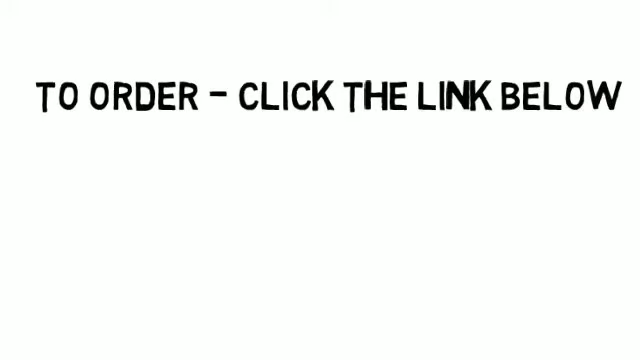 TO ORDER – CLICK THE LINK BELOW